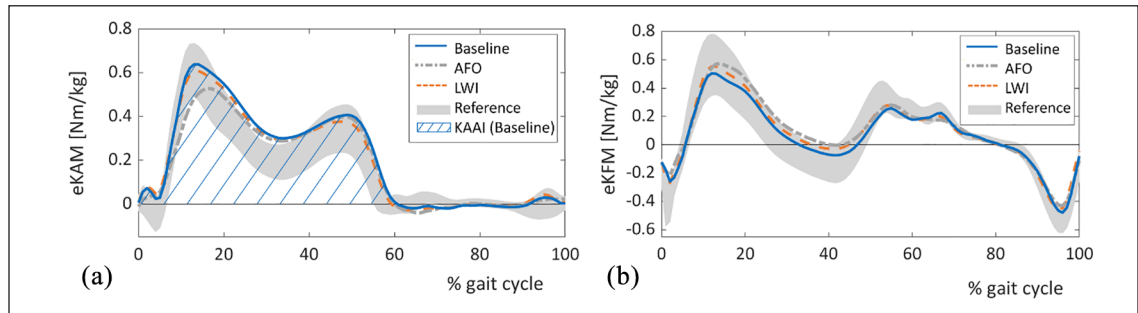 0.8
0.6
0.4
0.2
0
eKAM [Nm/kg]
Baseline
AFO
LWI
Reference
KAAI (Baseline)
0 20 40 60 80 100
% gait cycle
(a)
0.8
0.6
0.4
0.2
0
-0.2
-0.4
-0.6
eKFM [Nm/kg]
Baseline
AFO
LWI
Reference
0 20 40 60 80 100
% gait cycle
(b)